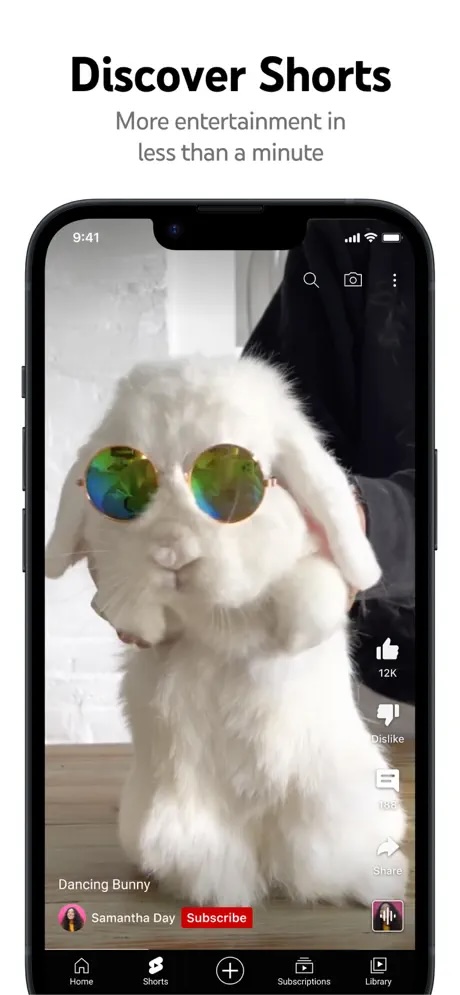 Discover Shorts
More entertainment in
less than a minute
9:41
12K
Dislike
188
Share
Dancing Bunny
Samantha Day Subscribe
Home Shorts Subscriptions Library